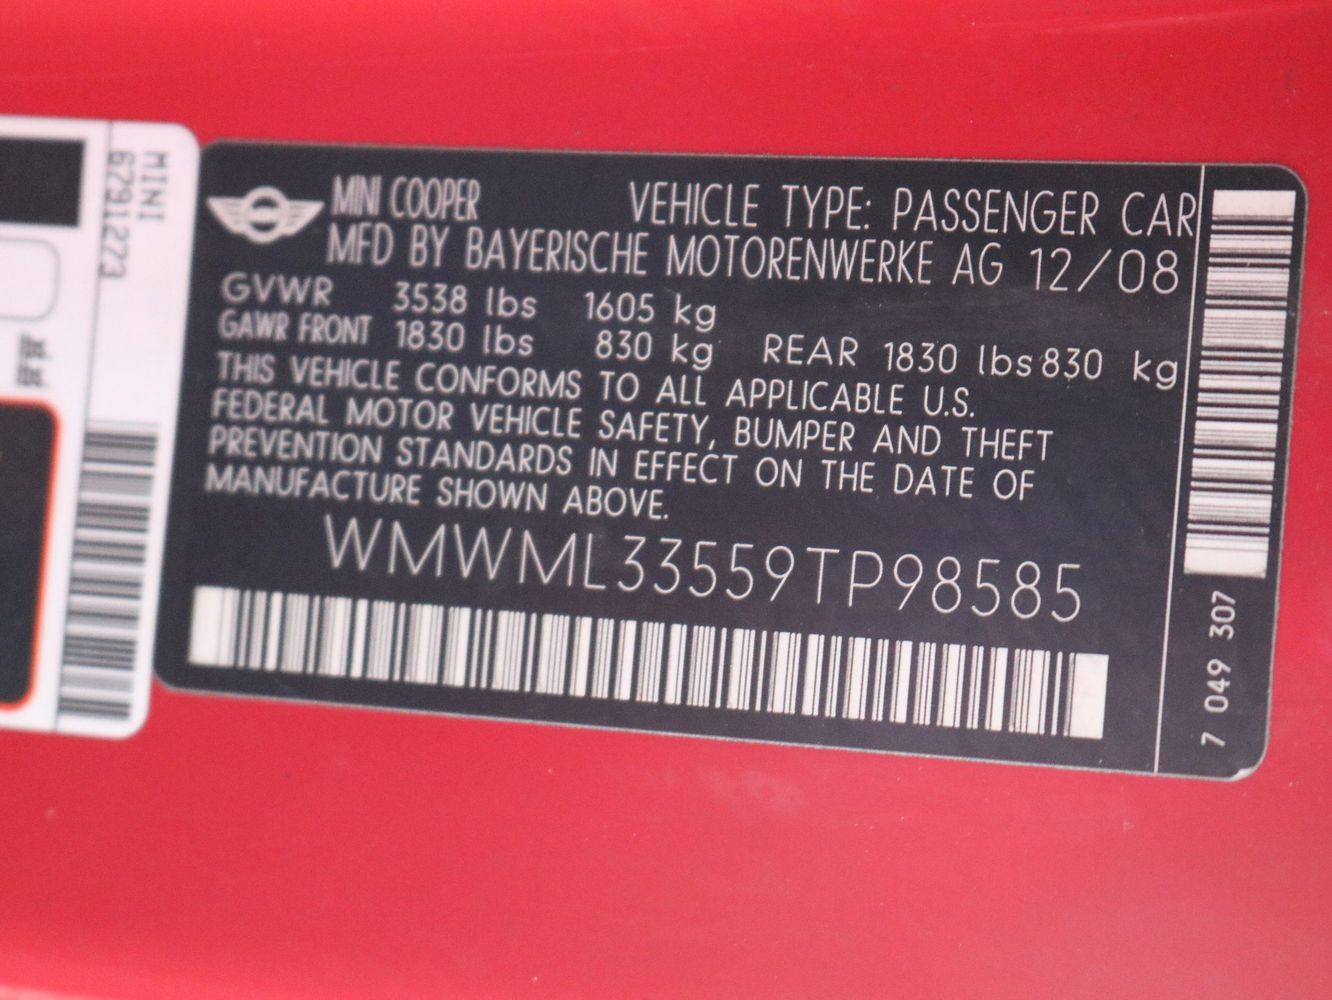 MINI
6791273
MINI COOPER VEHICLE TYPE: PASSENGER CAR
MFD BY BAYERISCHE MOTORENWERKE AG 12/08
GVWR 3538 lbs 1605 kg
GAWR FRONT 1830 lbs 830 kg REAR 1830 lbs 830 kg
THIS VEHICLE CONFORMS TO ALL APPLICABLE U.S.
FEDERAL MOTOR VEHICLE SAFETY, BUMPER AND THEFT
PREVENTION STANDARDS IN EFFECT ON THE DATE OF
MANUFACTURE SHOWN ABOVE.
WMWML33559TP98585
7 049 307